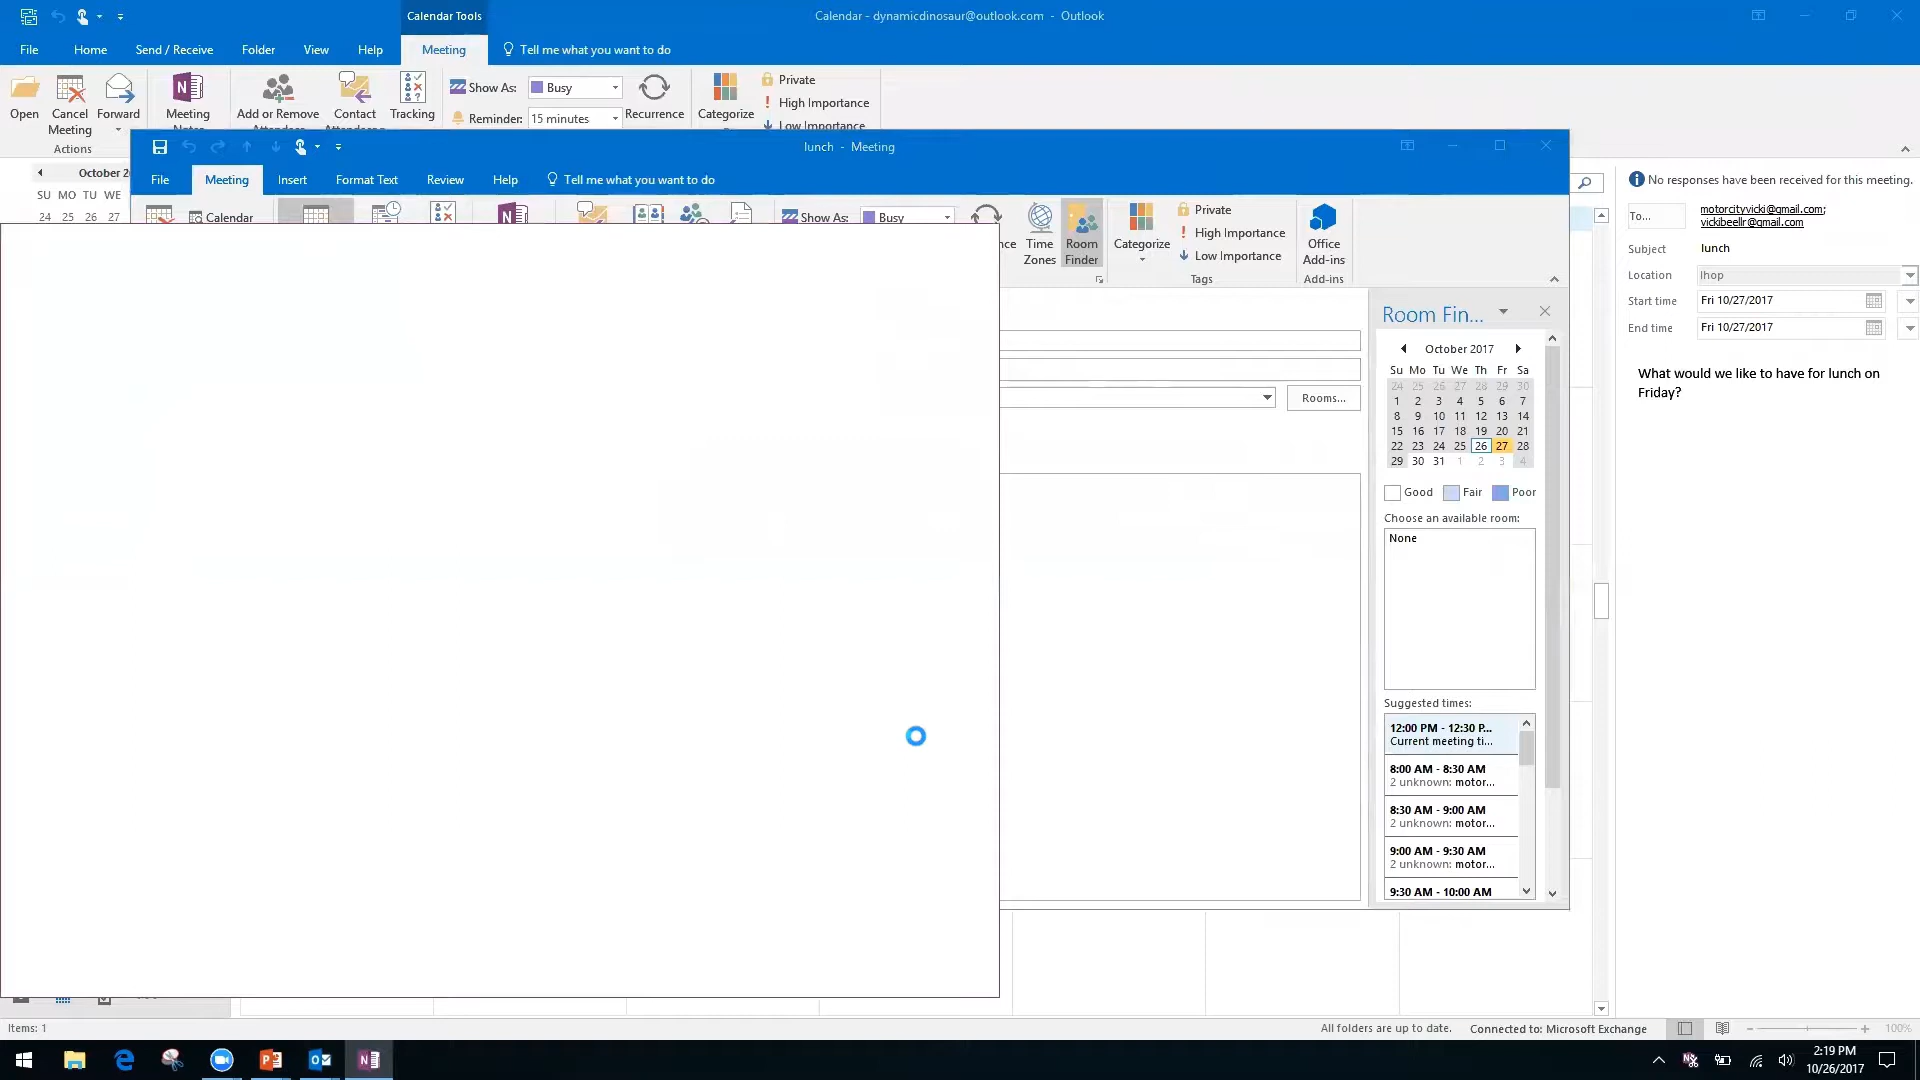 Calendar Tools
Calendar - dynamicdinosaur@outlook.com - Outlook
File Home Send / Receive Folder View Help Meeting Tell me what you want to do
Open
Cancel
Meeting
Forward
Meeting
Add or Remove
Contact
Tracking
Show As: Busy
Reminder: 15 minutes
Recurrence
Categorize
Private
High Importance
Low Importance
Actions
October 2
SU MO TU WE
24 25 26 27
lunch - Meeting
File Meeting Insert Format Text Review Help Tell me what you want to do
Calendar
Show As: Busy
Time
Zones
Room
Finder
Categorize
Private
High Importance
Low Importance
Tags
Office
Add-ins
Add-ins
Rooms...
Room Fin...
October 2017
Su Mo Tu We Th Fr Sa
24 25 26 27 28 29 30
1 2 3 4 5 6 7
8 9 10 11 12 13 14
15 16 17 18 19 20 21
22 23 24 25 26 27 28
29 30 31 1 2 3 4
Good Fair Poor
Choose an available room:
None
Suggested times:
12:00 PM - 12:30 P...
Current meeting ti...
8:00 AM - 8:30 AM
2 unknown: motor...
8:30 AM - 9:00 AM
2 unknown: motor...
9:00 AM - 9:30 AM
2 unknown: motor...
9:30 AM - 10:00 AM
No responses have been received for this meeting.
To... motorcityvicki@gmail.com;
vickibeellr@gmail.com
Subject lunch
Location Ihop
Start time Fri 10/27/2017
End time Fri 10/27/2017
What would we like to have for lunch on
Friday?
Items: 1
All folders are up to date. Connected to: Microsoft Exchange 100%
2:19 PM
10/26/2017